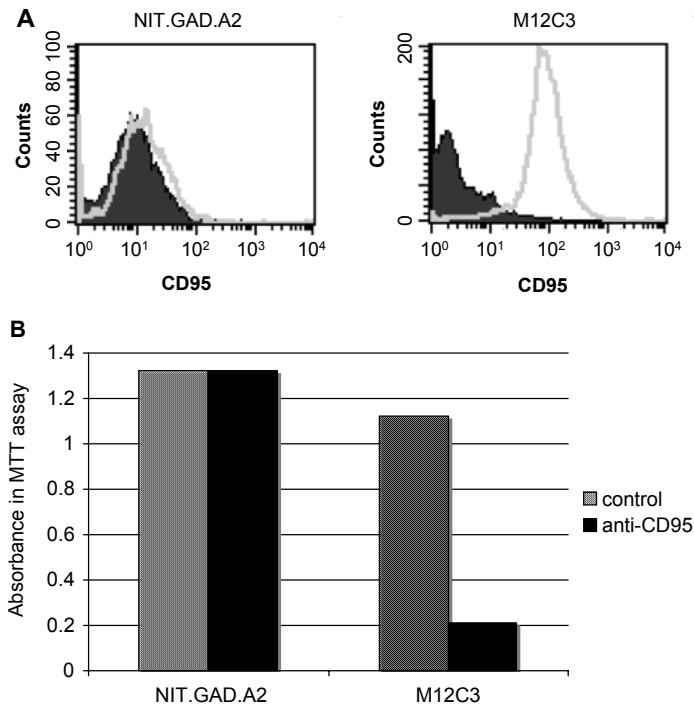 A
NIT.GAD.A2
M12C3
Counts
100
80
60
40
20
0
10⁰ 10¹ 10² 10³ 10⁴
CD95
Counts
200
0
10⁰ 10¹ 10² 10³ 10⁴
CD95
B
Absorbance in MTT assay
1.4
1.2
1
0.8
0.6
0.4
0.2
0
NIT.GAD.A2
M12C3
control
anti-CD95